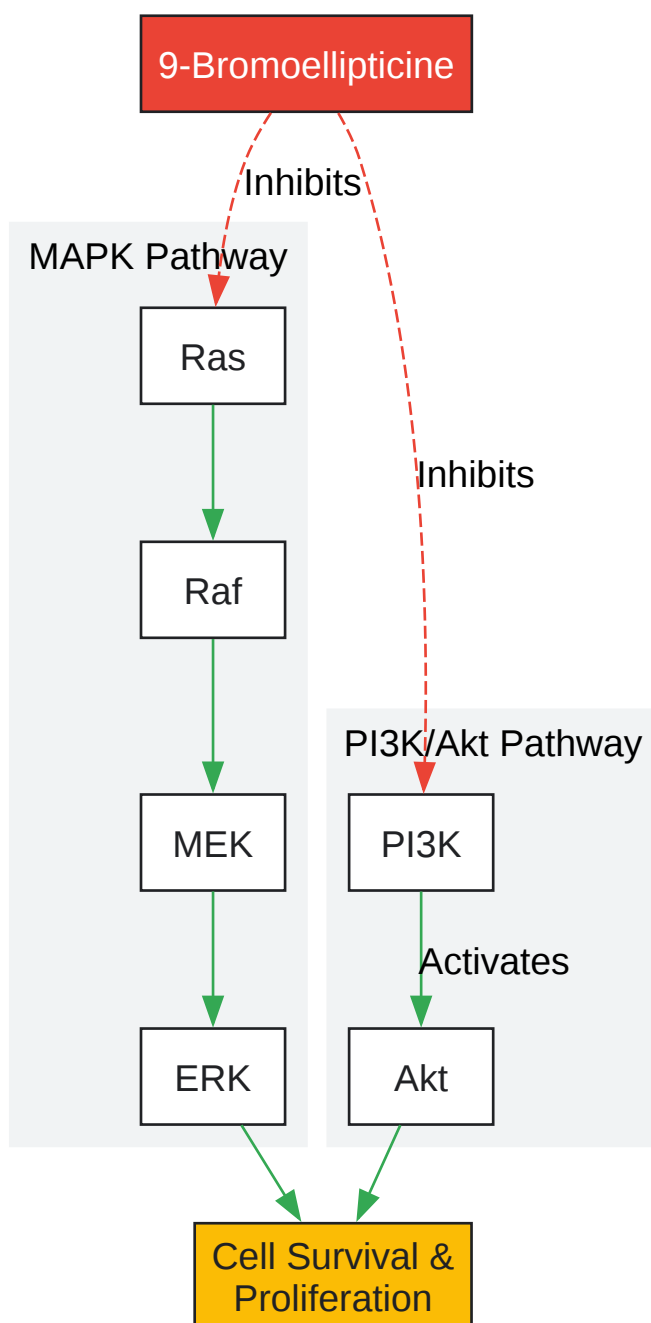 9-Bromoellipticine
Inhibits
MAPK Pathway
Ras
Raf
Inhibits
PI3K/Akt Pathway
MEK
PI3K
Activates
ERK
Akt
Cell Survival &
Proliferation